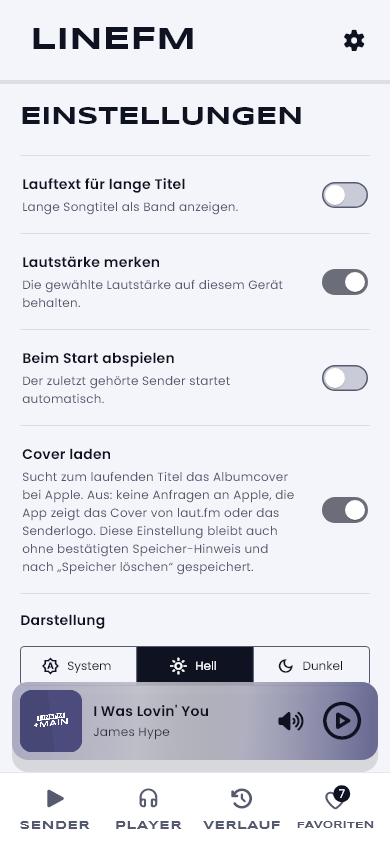 LINEFM
EINSTELLUNGEN
Lauftext für lange Titel
Lange Songtitel als Band anzeigen.
Lautstärke merken
Die gewählte Lautstärke auf diesem Gerät
behalten.
Beim Start abspielen
Der zuletzt gehörte Sender startet
automatisch.
Cover laden
Sucht zum laufenden Titel das Albumcover
bei Apple. Aus: keine Anfragen an Apple, die
App zeigt das Cover von laut.fm oder das
Senderlogo. Diese Einstellung bleibt auch
ohne bestätigten Speicher-Hinweis und
nach „Speicher löschen“ gespeichert.
Darstellung
A System Hell Dunkel
LINEFM
MAIN
I Was Lovin' You
James Hype
7
SENDER PLAYER VERLAUF FAVORITEN